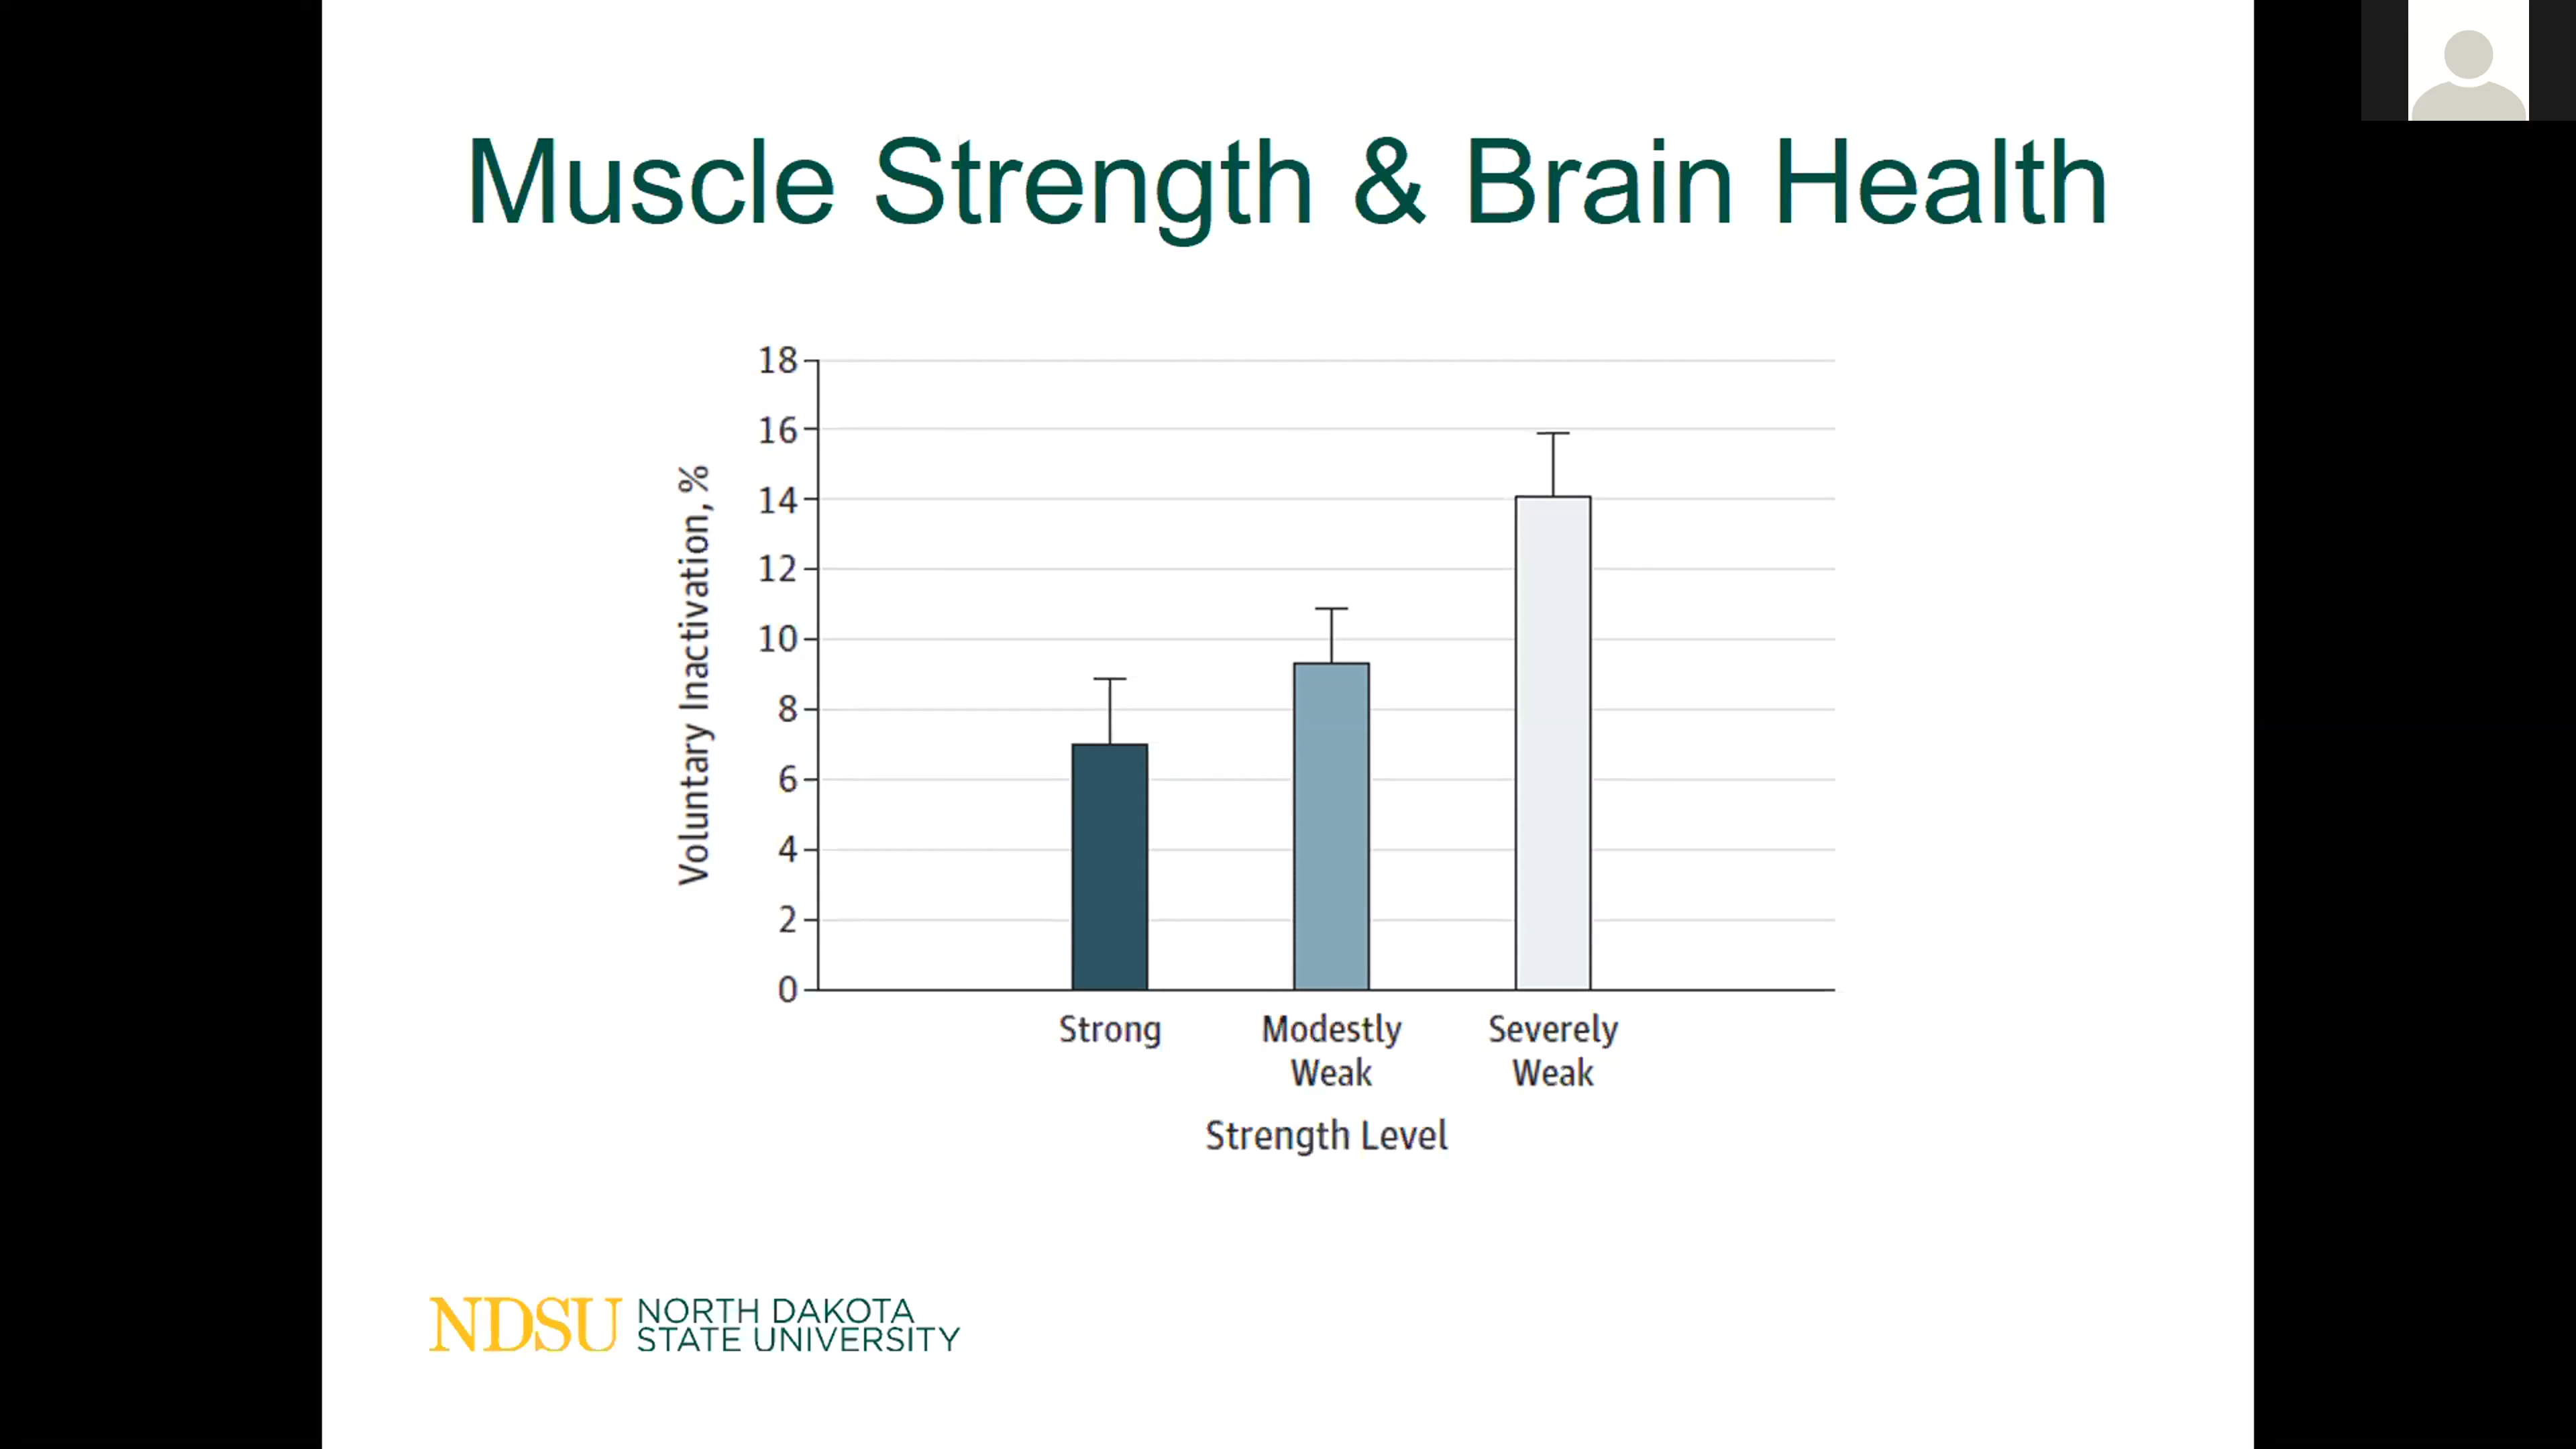 Muscle Strength & Brain Health
18
16
14
12
10
8
6
4
2
0
Voluntary Inactivation, %
Strong
Modestly
Weak
Severely
Weak
Strength Level
NDSU
NORTH DAKOTA
STATE UNIVERSITY